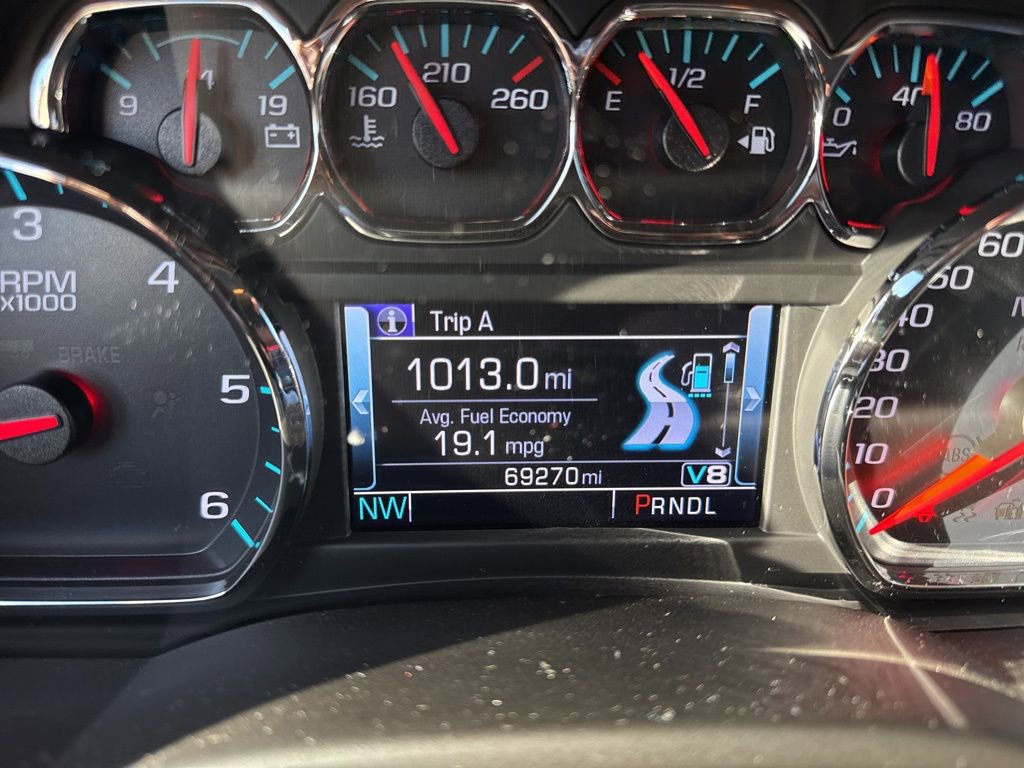 9 14 19
160 210 260
E 1/2 F
0 40 80
3
4
5
6
RPM
x1000
BRAKE
Trip A
1013.0 mi
Avg. Fuel Economy
19.1 mpg
69270 mi V8
NW PRNDL
60
50
40
30
20
10
0
ABS